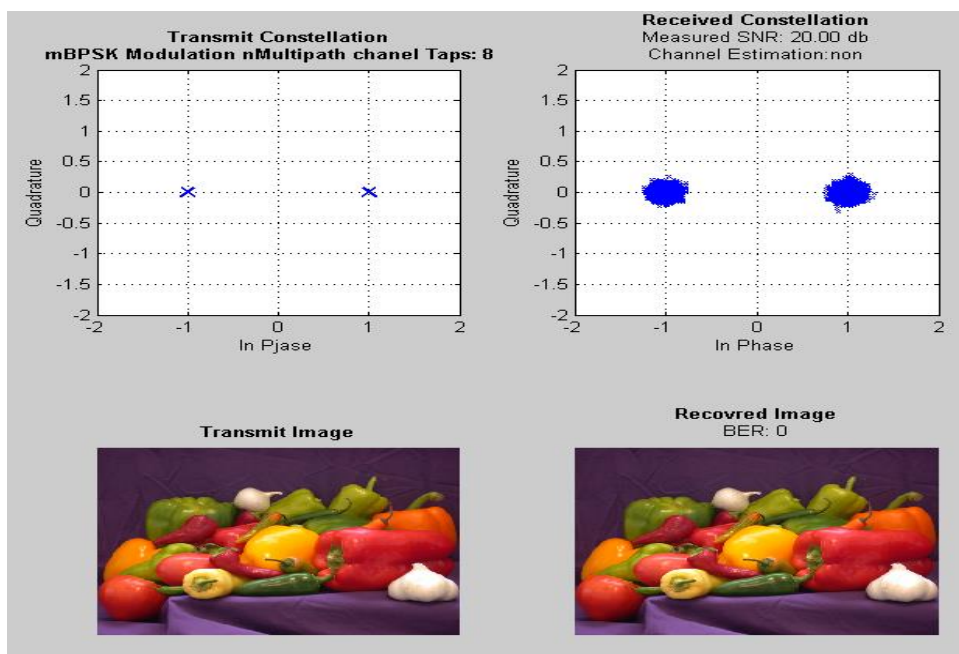 Transmit Constellation
mBPSK Modulation nMultipath chanel Taps: 8
2
1.5
1
0.5
0
-0.5
-1
-1.5
-2
Quadrature
-2 -1 0 1 2
In Pjase
Received Constellation
Measured SNR: 20.00 db
Channel Estimation:non
2
1.5
1
0.5
0
-0.5
-1
-1.5
-2
Quadrature
-2 -1 0 1 2
In Phase
Transmit Image
Recovred Image
BER: 0